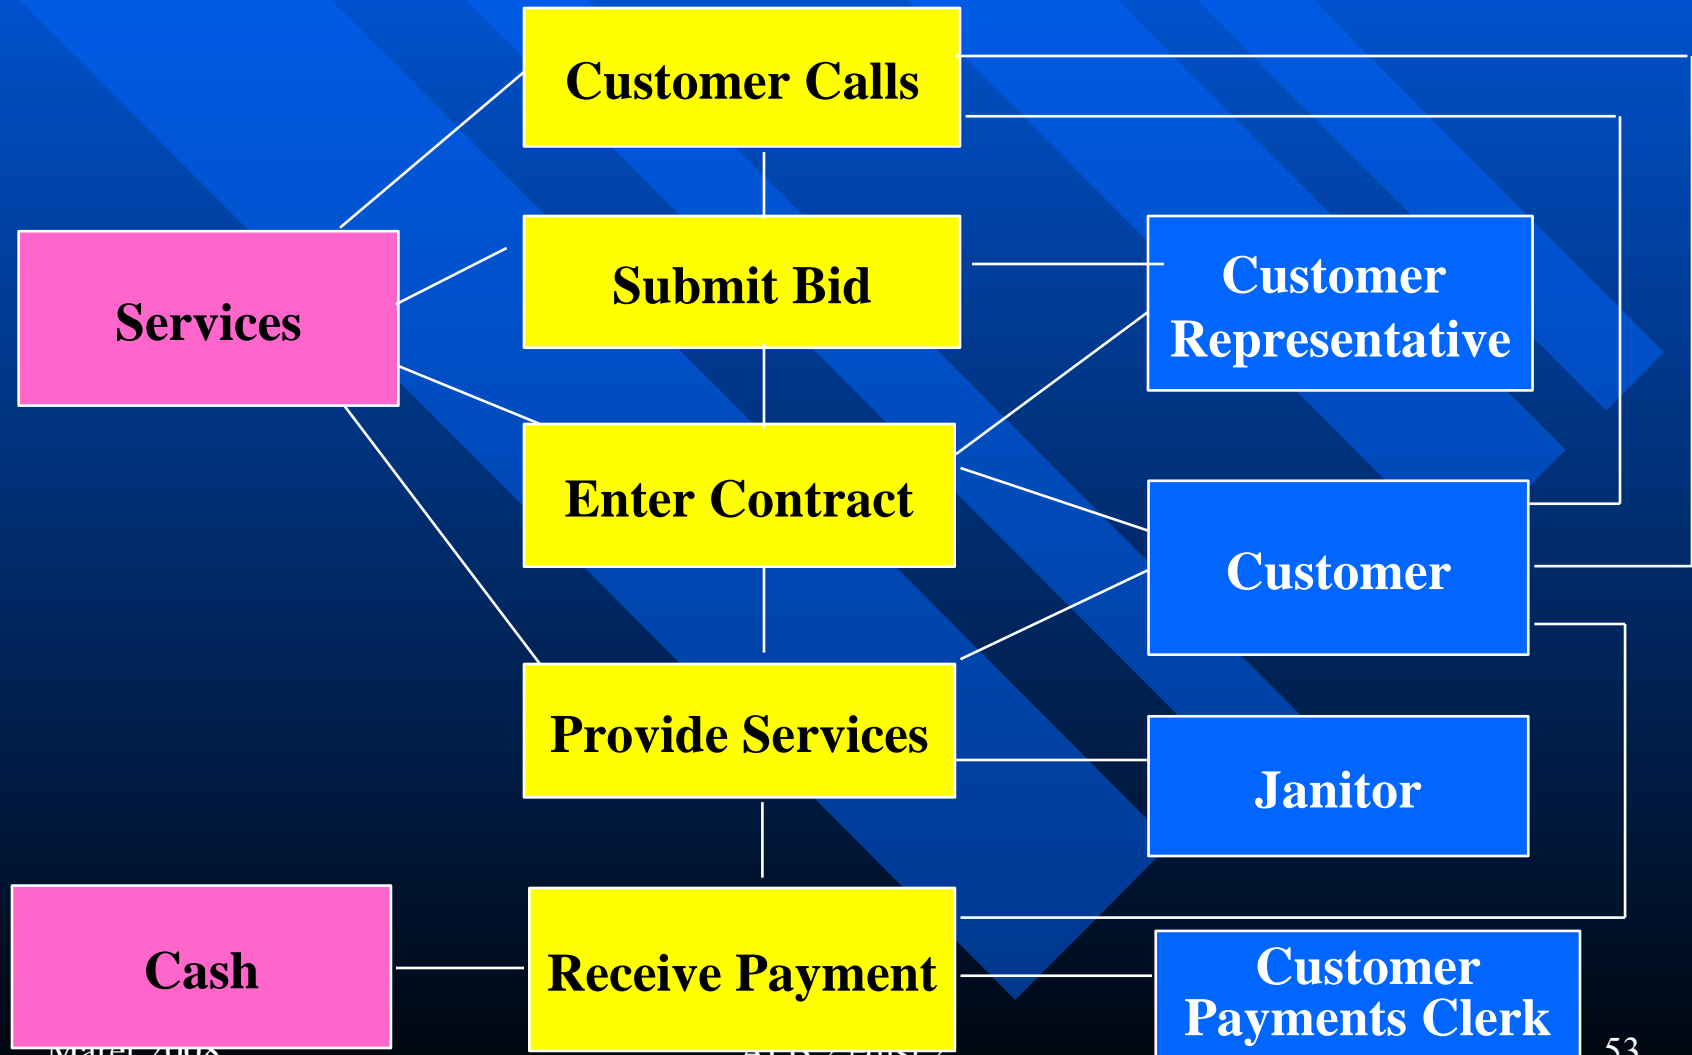 Customer Calls
Services
Submit Bid
Customer
Representative
Enter Contract
Customer
Provide Services
Janitor
Cash
Receive Payment
Customer
Payments Clerk
53